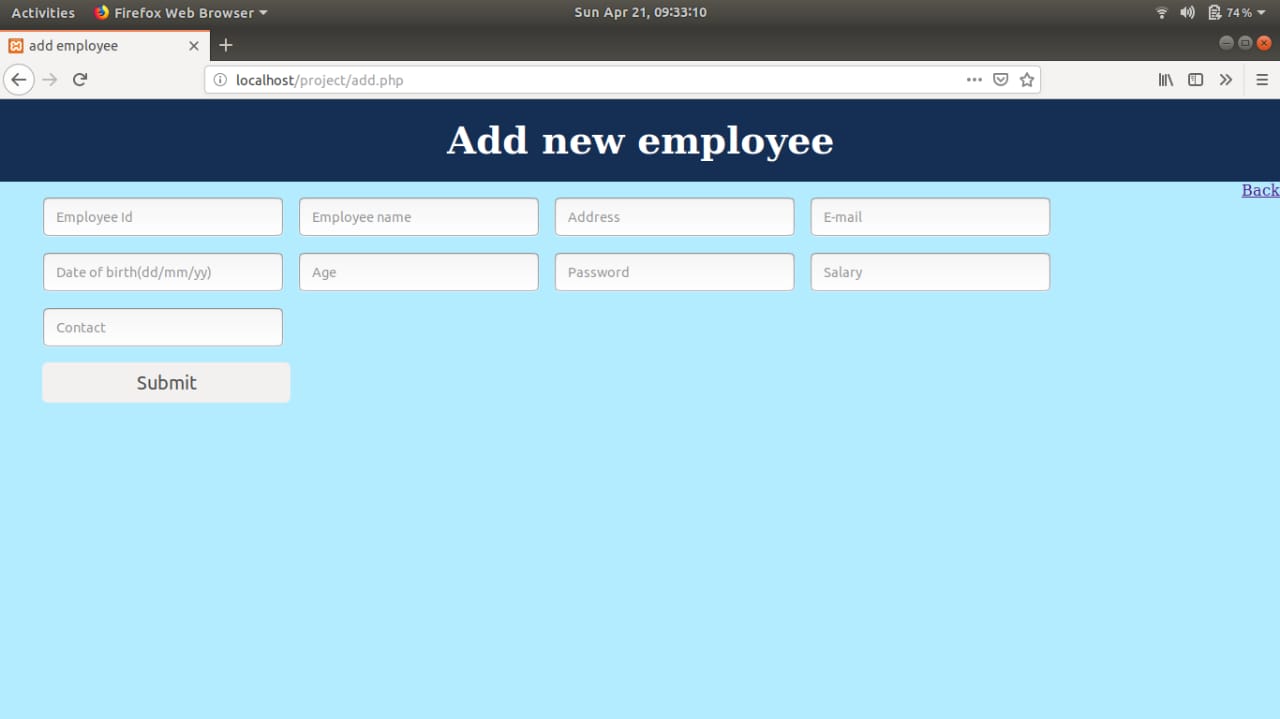 Activities Firefox Web Browser Sun Apr 21, 09:33:10 74%
add employee
localhost/project/add.php
Add new employee
Back
Employee Id Employee name Address E-mail
Date of birth(dd/mm/yy) Age Password Salary
Contact
Submit